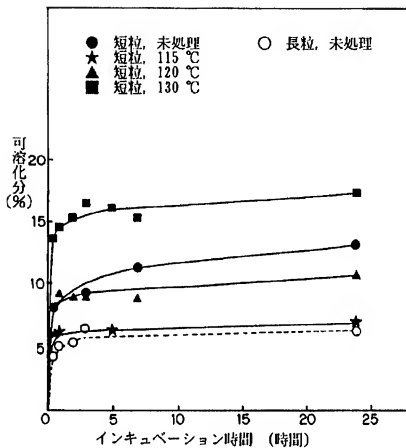 ● 短粒, 未処理
★ 短粒, 115 ℃
▲ 短粒, 120 ℃
■ 短粒, 130 ℃
○ 長粒, 未処理
可溶化分(%)
20
15
10
5
0
5
10
15
20
25
インキュベーション時間 (時間)